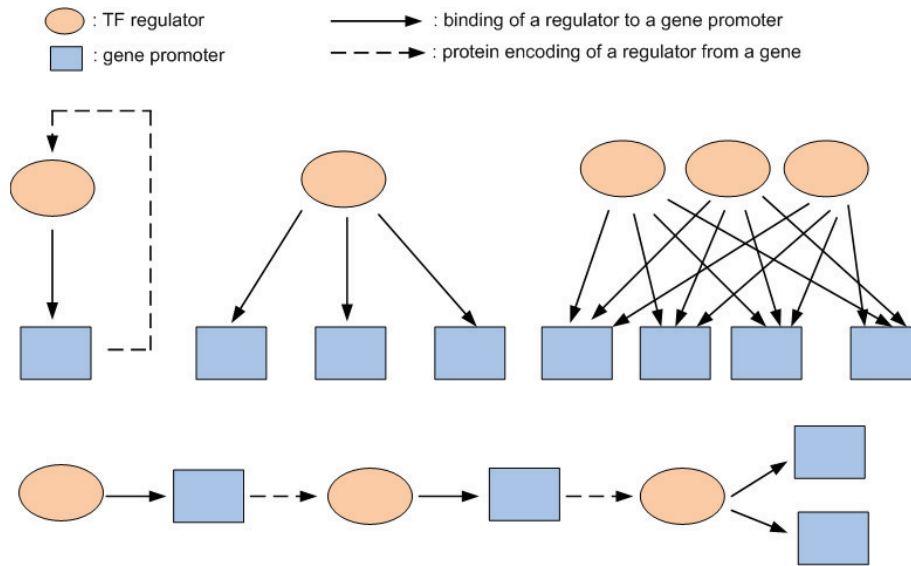 : TF regulator
: binding of a regulator to a gene promoter
: gene promoter
: protein encoding of a regulator from a gene